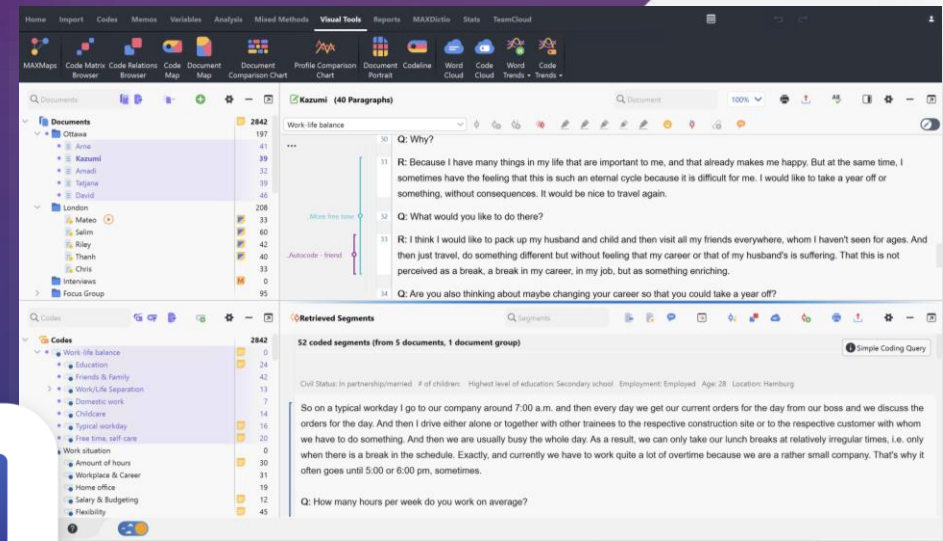 Home Import Codes Memos Variables Analysis Mixed Methods Visual Tools Reports MAXDictio Stats TeamCloud
MAXMaps
Code Matrix Browser
Code Relations Browser
Code Map
Document Map
Document Comparison Chart
Profile Comparison Chart
Document Portrait
Codeline
Word Cloud
Code Cloud
Word Trends
Code Trends
Documents
Documents 2842
Ottawa 197
Arne 41
Kazumi 39
Amadi 32
Tatjana 39
David 46
London 208
Mateo 33
Selim 60
Riley 42
Thanh 40
Chris 33
Interviews M 0
Focus Group 95
Kazumi (40 Paragraphs)
Document
100%
Work-life balance
30 Q: Why?
31 R: Because I have many things in my life that are important to me, and that already makes me happy. But at the same time, I
sometimes have the feeling that this is such an eternal cycle because it is difficult for me. I would like to take a year off or
something, without consequences. It would be nice to travel again.
..More free time
32 Q: What would you like to do there?
33 R: I think I would like to pack up my husband and child and then visit all my friends everywhere, whom I haven't seen for ages. And
..Autocode - friend
then just travel, do something different but without feeling that my career or that of my husband's is suffering. That this is not
perceived as a break, a break in my career, in my job, but as something enriching.
34 Q: Are you also thinking about maybe changing your career so that you could take a year off?
Codes
Codes 2842
Work-life balance 0
Education 24
Friends & Family 42
Work/Life Separation 13
Domestic work 7
Childcare 14
Typical workday 16
Free time, self-care 20
Work situation 0
Amount of hours 30
Workplace & Career 31
Home office 19
Salary & Budgeting 12
Flexibility 45
Retrieved Segments
Segments
52 coded segments (from 5 documents, 1 document group)
Simple Coding Query
Civil Status: In partnership/married # of children: Highest level of education: Secondary school Employment: Employed Age: 28 Location: Hamburg
So on a typical workday I go to our company around 7:00 a.m. and then every day we get our current orders for the day from our boss and we discuss the
orders for the day. And then I drive either alone or together with other trainees to the respective construction site or to the respective customer with whom
we have to do something. And then we are usually busy the whole day. As a result, we can only take our lunch breaks at relatively irregular times, i.e. only
when there is a break in the schedule. Exactly, and currently we have to work quite a lot of overtime because we are a rather small company. That's why it
often goes until 5:00 or 6:00 pm, sometimes.
Q: How many hours per week do you work on average?